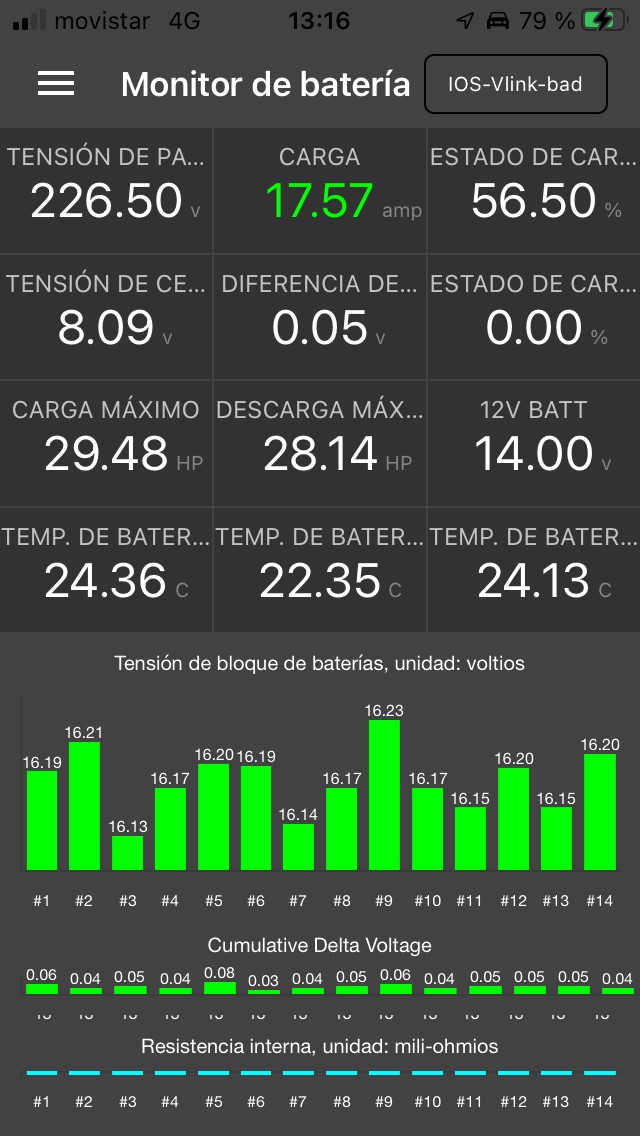 movistar 4G 13:16 79 %
Monitor de batería IOS-Vlink-bad
TENSIÓN DE PA... CARGA ESTADO DE CAR...
226.50 v 17.57 amp 56.50 %
TENSIÓN DE CE... DIFERENCIA DE... ESTADO DE CAR...
8.09 v 0.05 v 0.00 %
CARGA MÁXIMO DESCARGA MÁX... 12V BATT
29.48 HP 28.14 HP 14.00 v
TEMP. DE BATER... TEMP. DE BATER... TEMP. DE BATER...
24.36 C 22.35 C 24.13 C
Tensión de bloque de baterías, unidad: voltios
16.19 16.21 16.13 16.17 16.20 16.19 16.14 16.17 16.23 16.17 16.15 16.20 16.15 16.20
#1 #2 #3 #4 #5 #6 #7 #8 #9 #10 #11 #12 #13 #14
Cumulative Delta Voltage
0.06 0.04 0.05 0.04 0.08 0.03 0.04 0.05 0.06 0.04 0.05 0.05 0.05 0.04
Resistencia interna, unidad: mili-ohmios
#1 #2 #3 #4 #5 #6 #7 #8 #9 #10 #11 #12 #13 #14